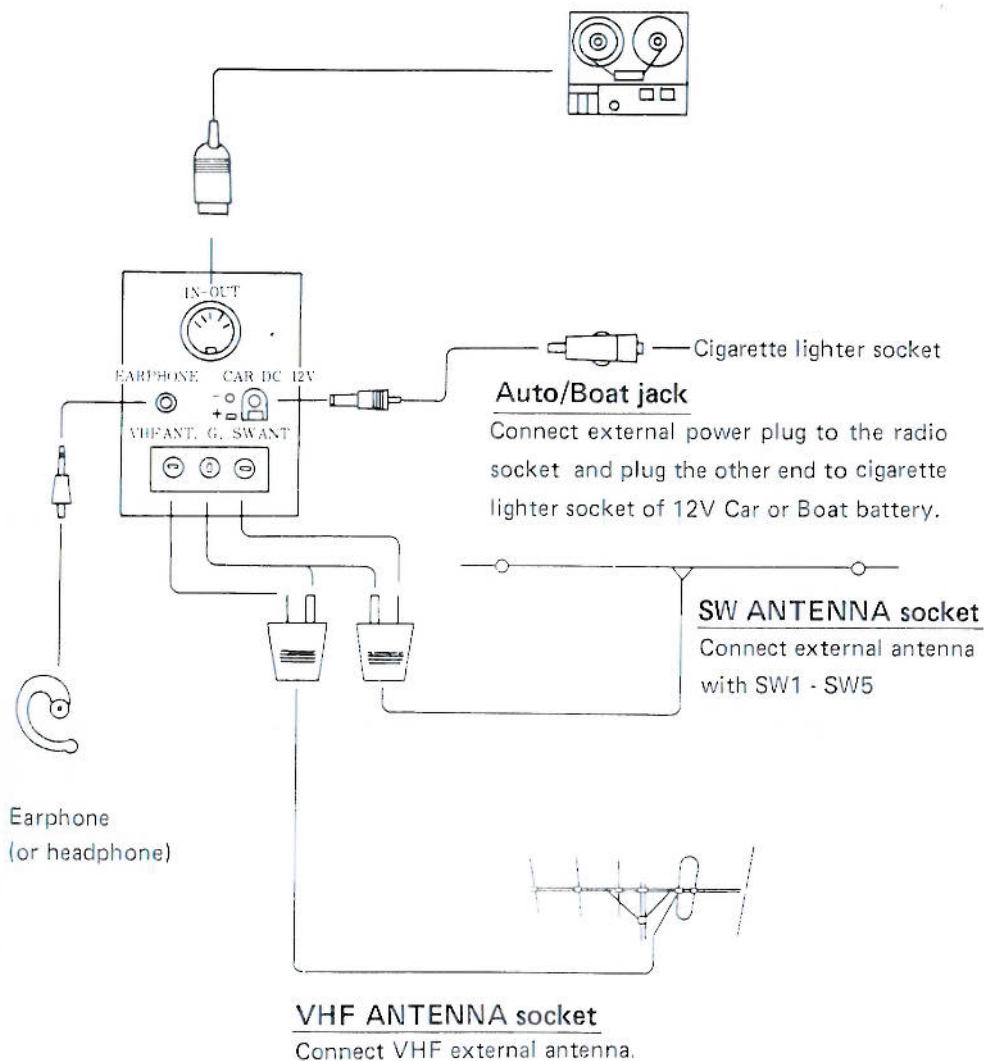 IN-OUT
EARPHONE CAR DC 12V
- 
+ 
VHF ANT. G. SW ANT
Cigarette lighter socket
Auto/Boat jack
Connect external power plug to the radio
socket and plug the other end to cigarette
lighter socket of 12V Car or Boat battery.
SW ANTENNA socket
Connect external antenna
with SW1 - SW5
Earphone
(or headphone)
VHF ANTENNA socket
Connect VHF external antenna.